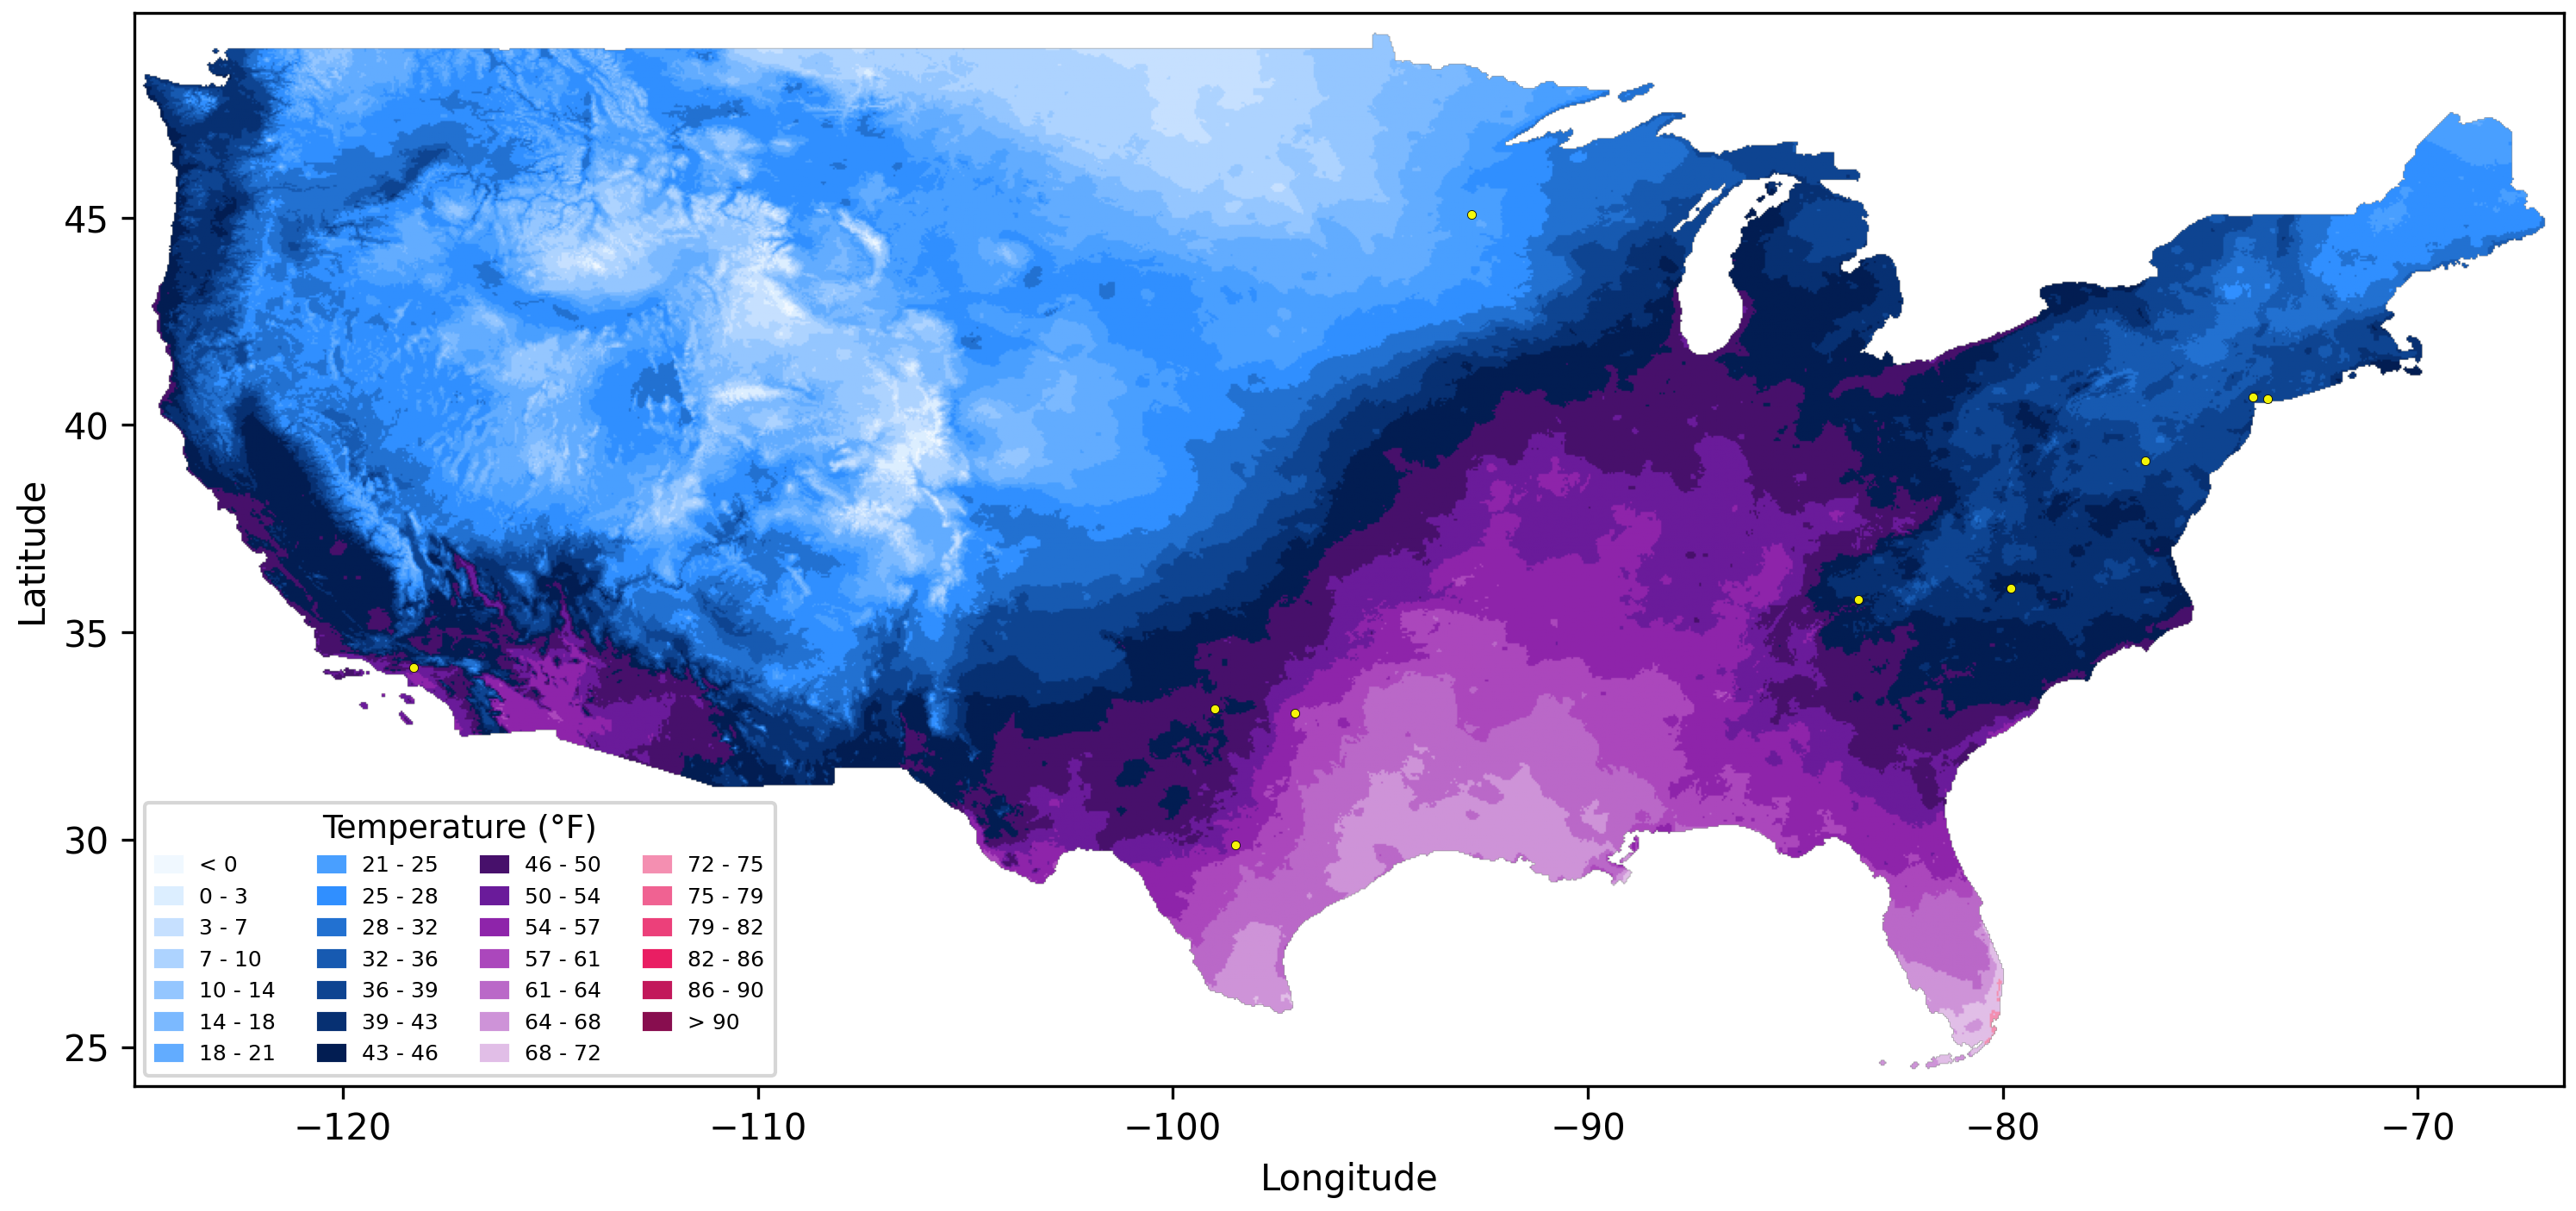 45
40
35
30
25
Latitude
Temperature (°F)
< 0
0 - 3
3 - 7
7 - 10
10 - 14
14 - 18
18 - 21
21 - 25
25 - 28
28 - 32
32 - 36
36 - 39
39 - 43
43 - 46
46 - 50
50 - 54
54 - 57
57 - 61
61 - 64
64 - 68
68 - 72
72 - 75
75 - 79
79 - 82
82 - 86
86 - 90
> 90
−120
−110
−100
−90
−80
−70
Longitude